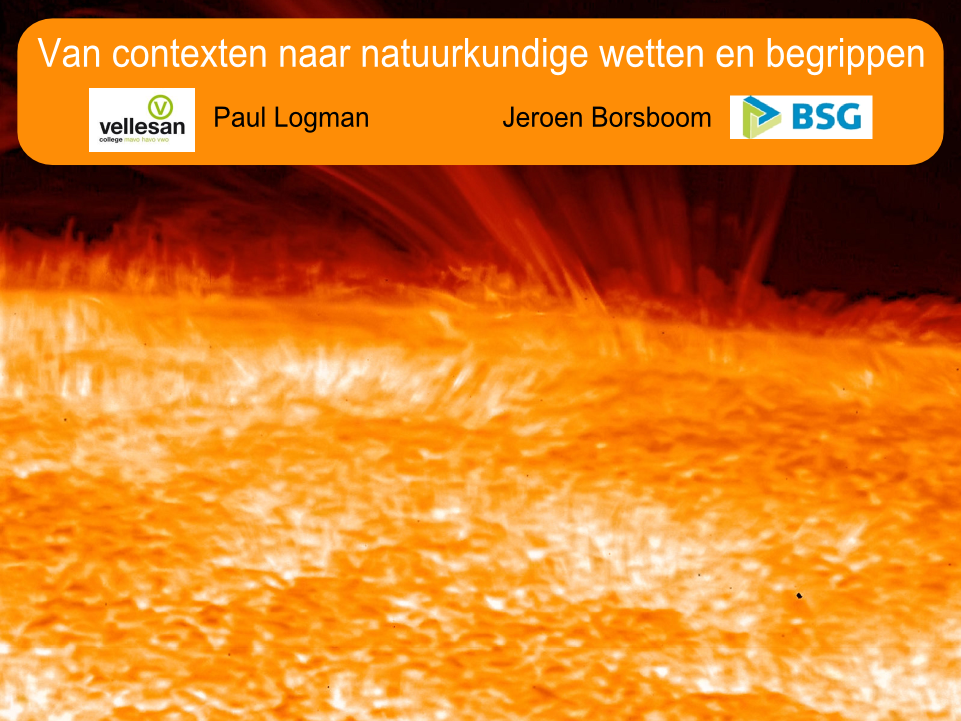 Van contexten naar natuurkundige wetten en begrippen
vellesan
college mavo havo vwo
Paul Logman
Jeroen Borsboom
BSG